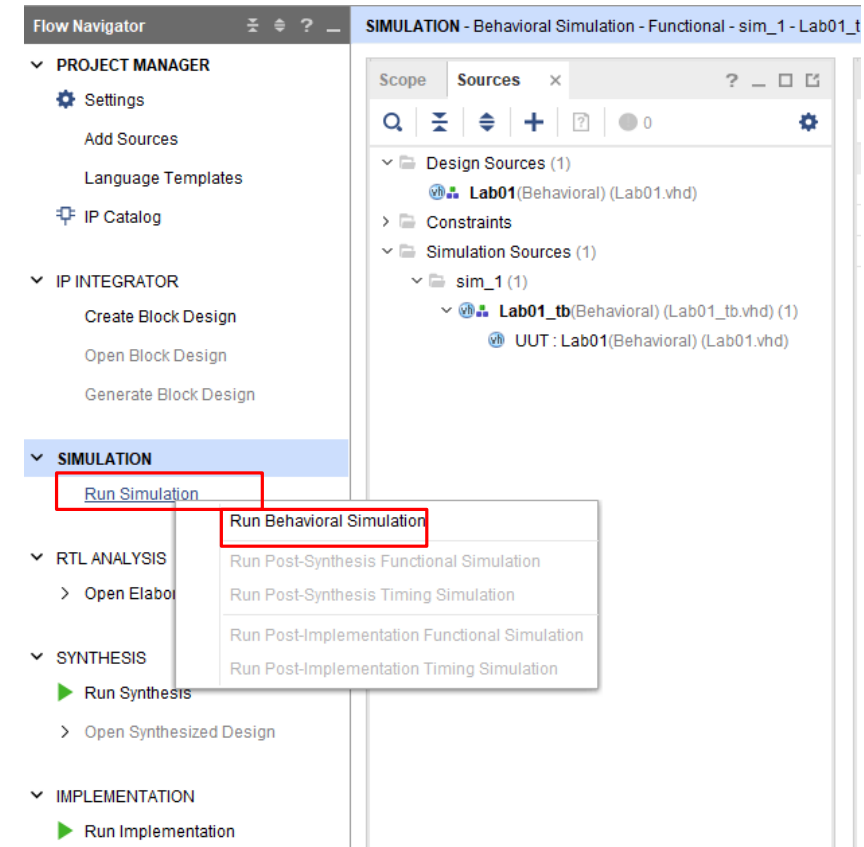 Flow Navigator ? _
PROJECT MANAGER
Settings
Add Sources
Language Templates
IP Catalog
IP INTEGRATOR
Create Block Design
Open Block Design
Generate Block Design
SIMULATION
Run Simulation
RTL ANALYSIS
Open Elabor
SYNTHESIS
Run Synthesis
Open Synthesized Design
IMPLEMENTATION
Run Implementation
SIMULATION - Behavioral Simulation - Functional - sim_1 - Lab01_t
Scope Sources × ? _
? 0
Design Sources (1)
vh Lab01(Behavioral) (Lab01.vhd)
Constraints
Simulation Sources (1)
sim_1 (1)
vh Lab01_tb(Behavioral) (Lab01_tb.vhd) (1)
vh UUT : Lab01(Behavioral) (Lab01.vhd)
Run Behavioral Simulation
Run Post-Synthesis Functional Simulation
Run Post-Synthesis Timing Simulation
Run Post-Implementation Functional Simulation
Run Post-Implementation Timing Simulation